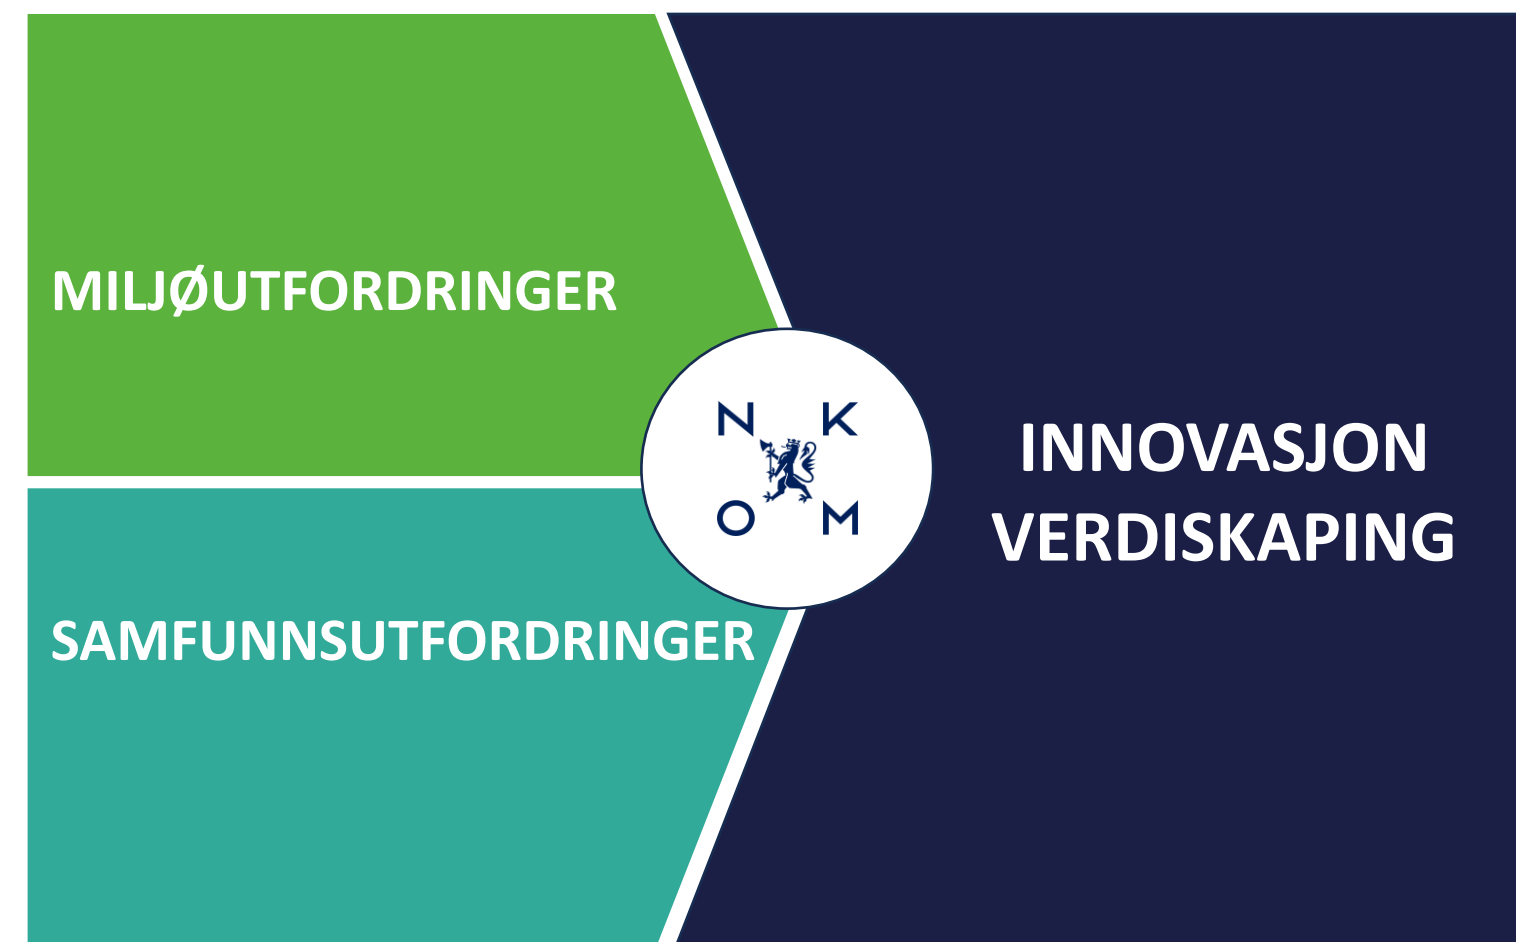 MILJØUTFORDRINGER
N K
O M
INNOVASJON
VERDISKAPING
SAMFUNNSUTFORDRINGER